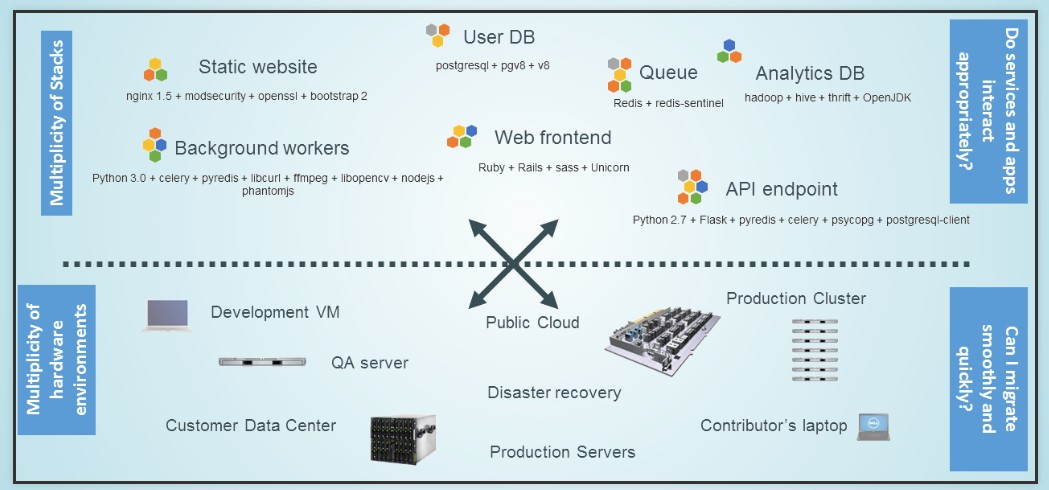 Multiplicity of Stacks
Static website
nginx 1.5 + modsecurity + openssl + bootstrap 2
User DB
postgresql + pgv8 + v8
Queue
Redis + redis-sentinel
Analytics DB
hadoop + hive + thrift + OpenJDK
Background workers
Python 3.0 + celery + pyredis + libcurl + ffmpeg + libopencv + nodejs +
phantomjs
Web frontend
Ruby + Rails + sass + Unicorn
API endpoint
Python 2.7 + Flask + pyredis + celery + psycopg + postgresql-client
Do services and apps
interact
appropriately?
Multiplicity of
hardware
environments
Development VM
QA server
Customer Data Center
Public Cloud
Disaster recovery
Production Servers
Production Cluster
Contributor’s laptop
DELL
Can I migrate
smoothly and
quickly?